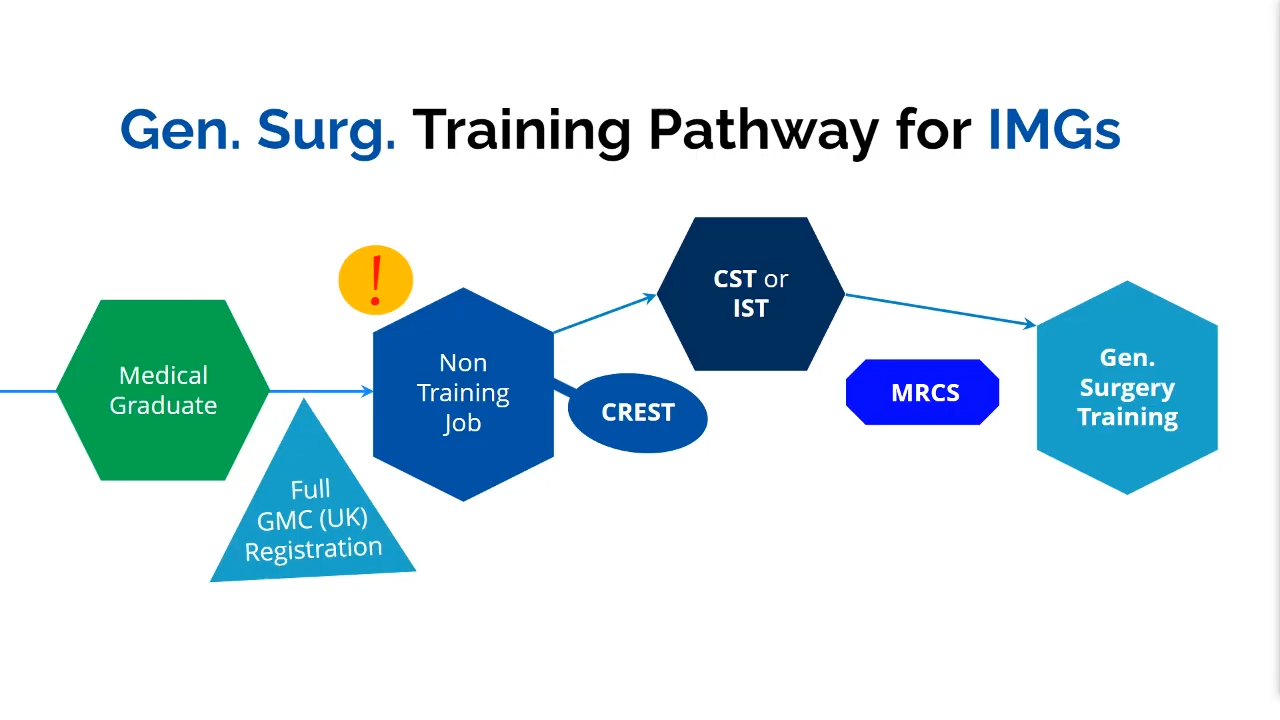 Gen. Surg. Training Pathway for IMGs
!
Medical
Graduate
Full
GMC (UK)
Registration
Non
Training
Job
CREST
CST or
IST
MRCS
Gen.
Surgery
Training